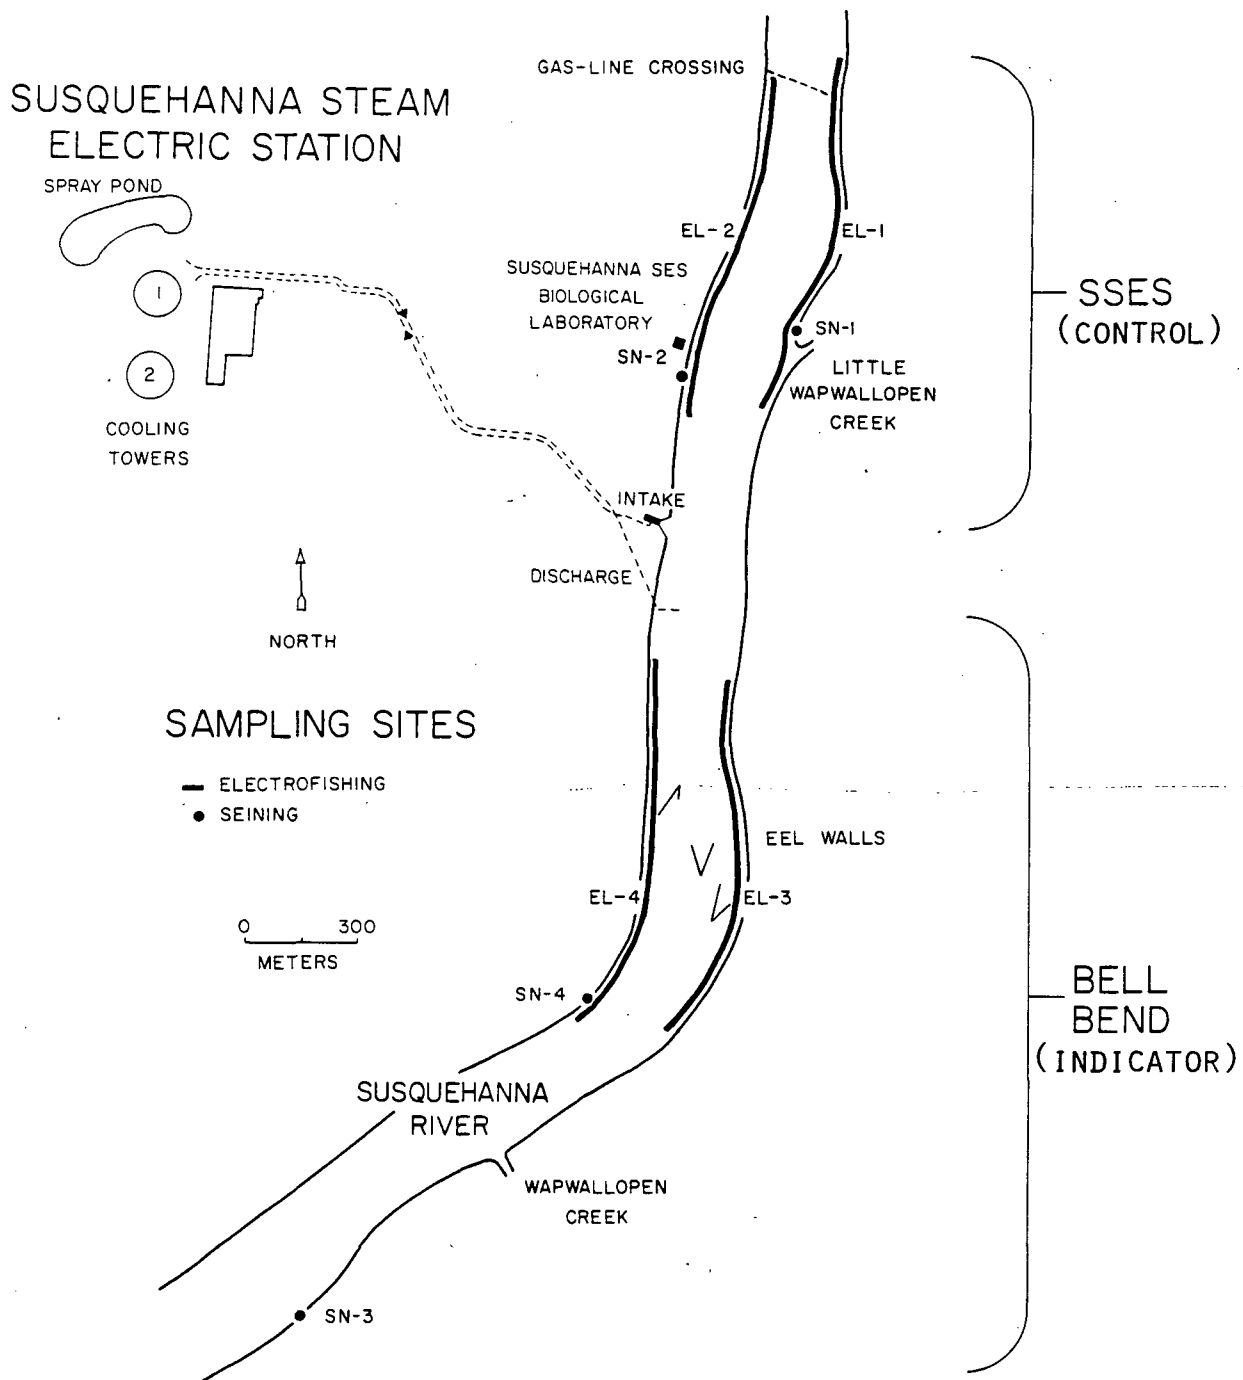 GAS-LINE CROSSING
SUSQUEHANNA STEAM
ELECTRIC STATION
SPRAY POND
EL-2
EL-1
SUSQUEHANNA SES
BIOLOGICAL
LABORATORY
1
SN-1
SSES
(CONTROL)
SN-2
2
LITTLE
WAPWALLOPEN
CREEK
COOLING
TOWERS
INTAKE
DISCHARGE
NORTH
SAMPLING SITES
ELECTROFISHING
SEINING
EEL WALLS
EL-4
EL-3
0 300
METERS
SN-4
BELL
BEND
(INDICATOR)
SUSQUEHANNA
RIVER
WAPWALLOPEN
CREEK
SN-3